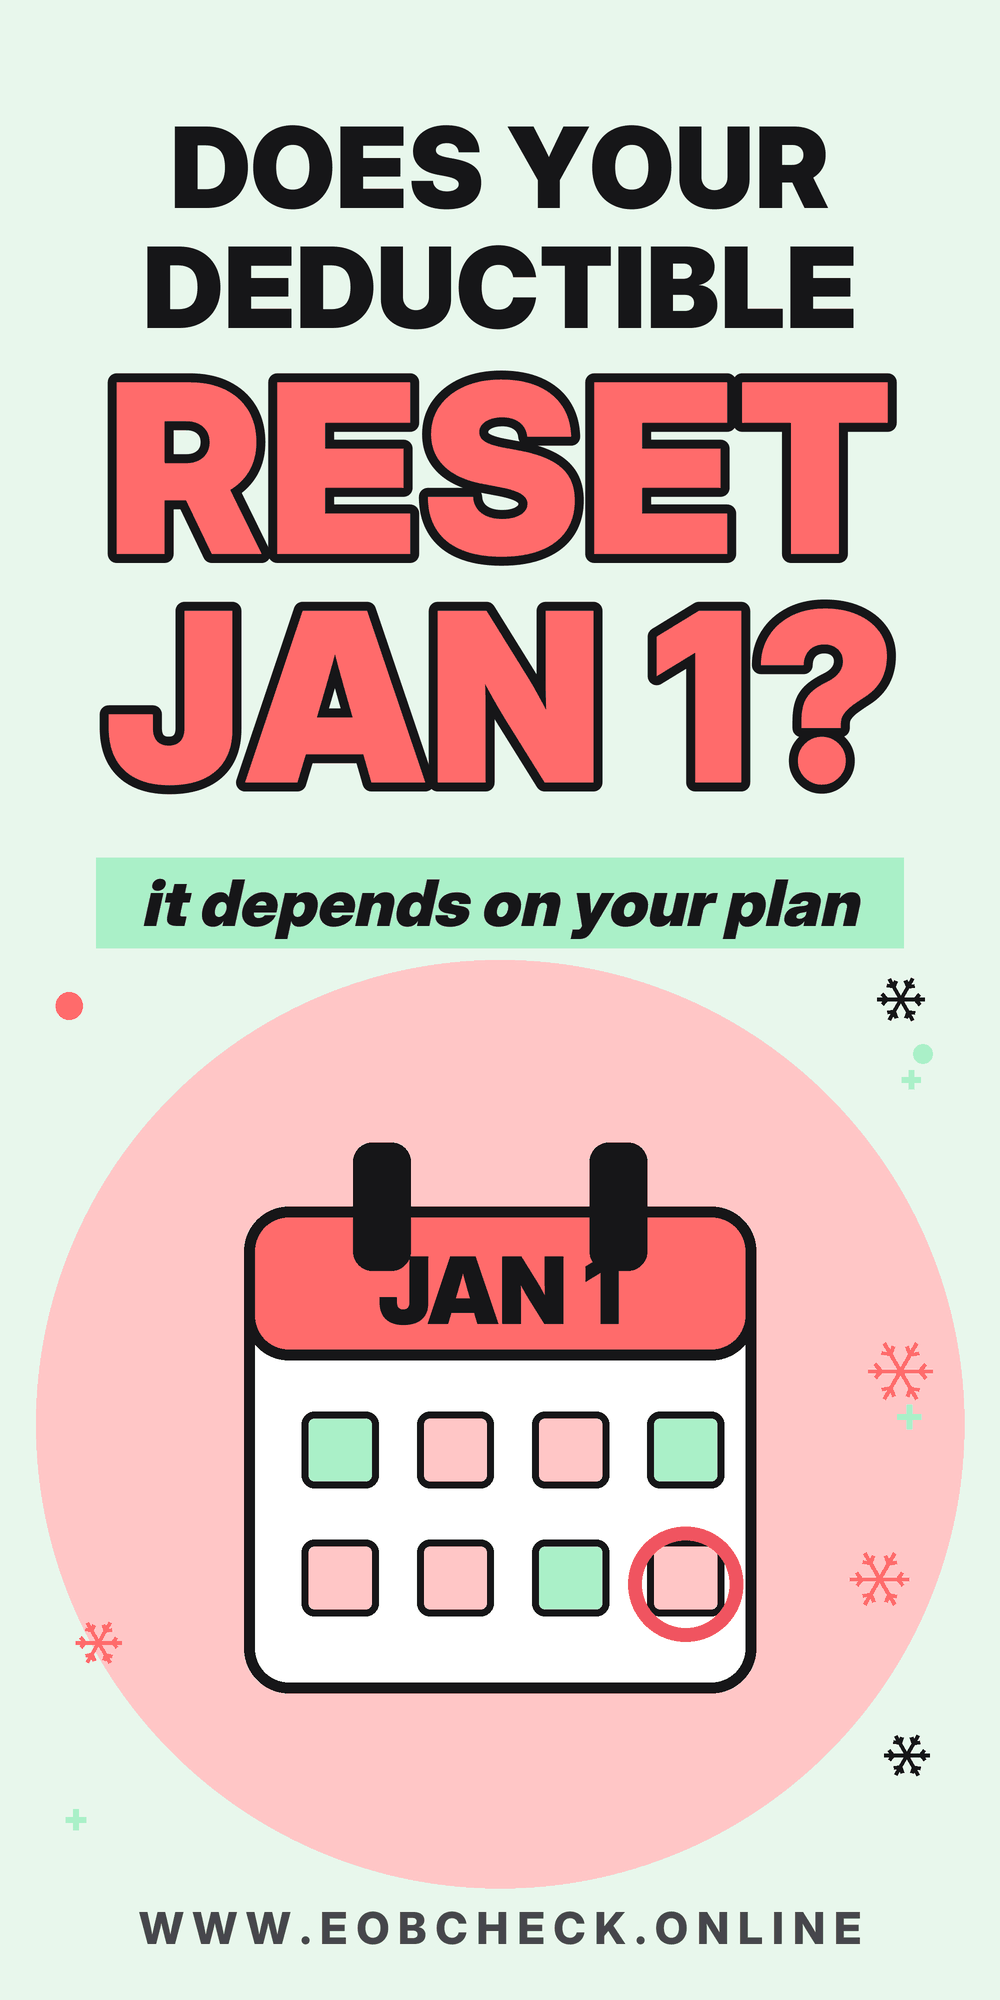 DOES YOUR
DEDUCTIBLE
RESET
JAN 1?
it depends on your plan
JAN 1
WWW.EOBCHECK.ONLINE